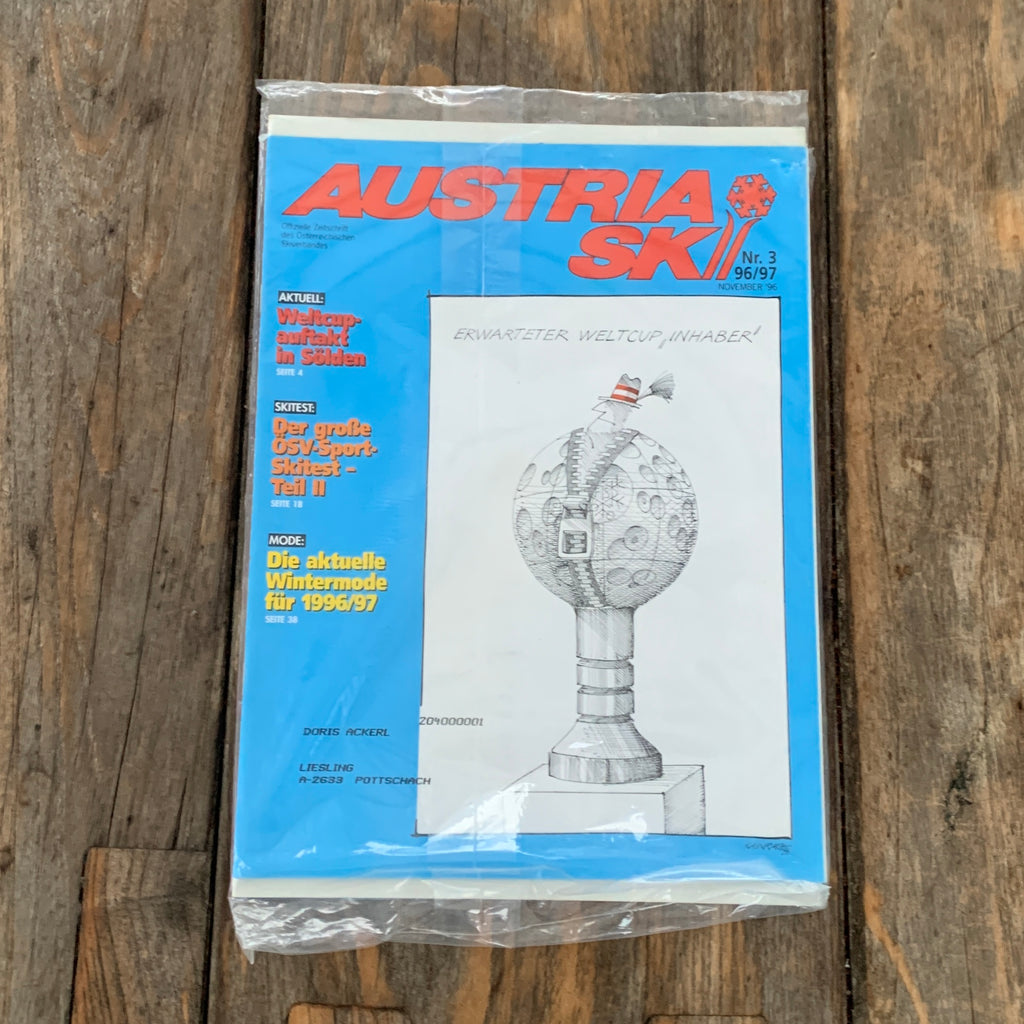 AUSTRIA
SKI
Offizielle Zeitschrift
des Österreichischen
Skiverbandes
Nr. 3
96/97
NOVEMBER '96
AKTUELL:
Weltcup-
auftakt
in Sölden
SEITE 4
SKITEST:
Der große
ÖSV-Sport-
Skitest –
Teil II
SEITE 18
MODE:
Die aktuelle
Wintermode
für 1996/97
SEITE 38
ERWARTETER WELTCUP „INHABER"
204000001
DORIS ACKERL
LIESLING
A-2633 POTTSCHACH